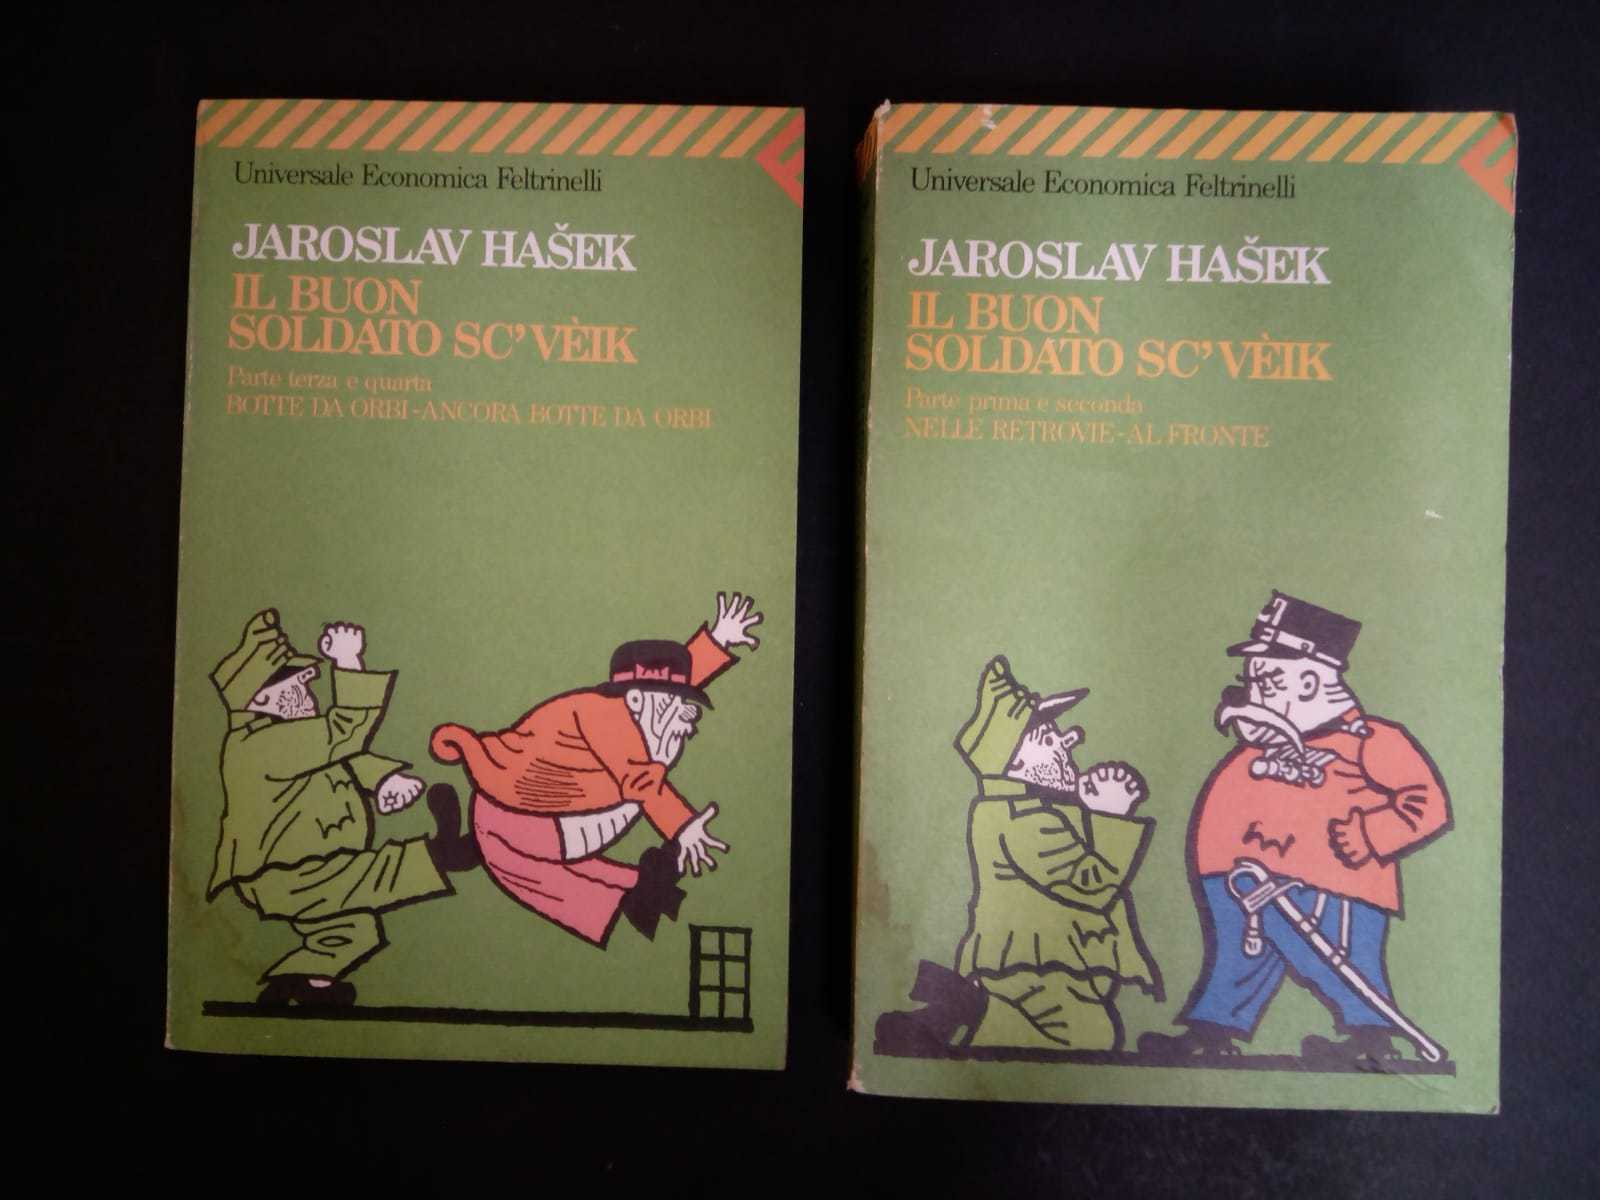 Universale Economica Feltrinelli
JAROSLAV HAŠEK
IL BUON
SOLDATO SC'VÈIK
Parte terza e quarta
BOTTE DA ORBI-ANCORA BOTTE DA ORBI
Universale Economica Feltrinelli
JAROSLAV HAŠEK
IL BUON
SOLDATO SC'VÈIK
Parte prima e seconda
NELLE RETROVIE-AL FRONTE